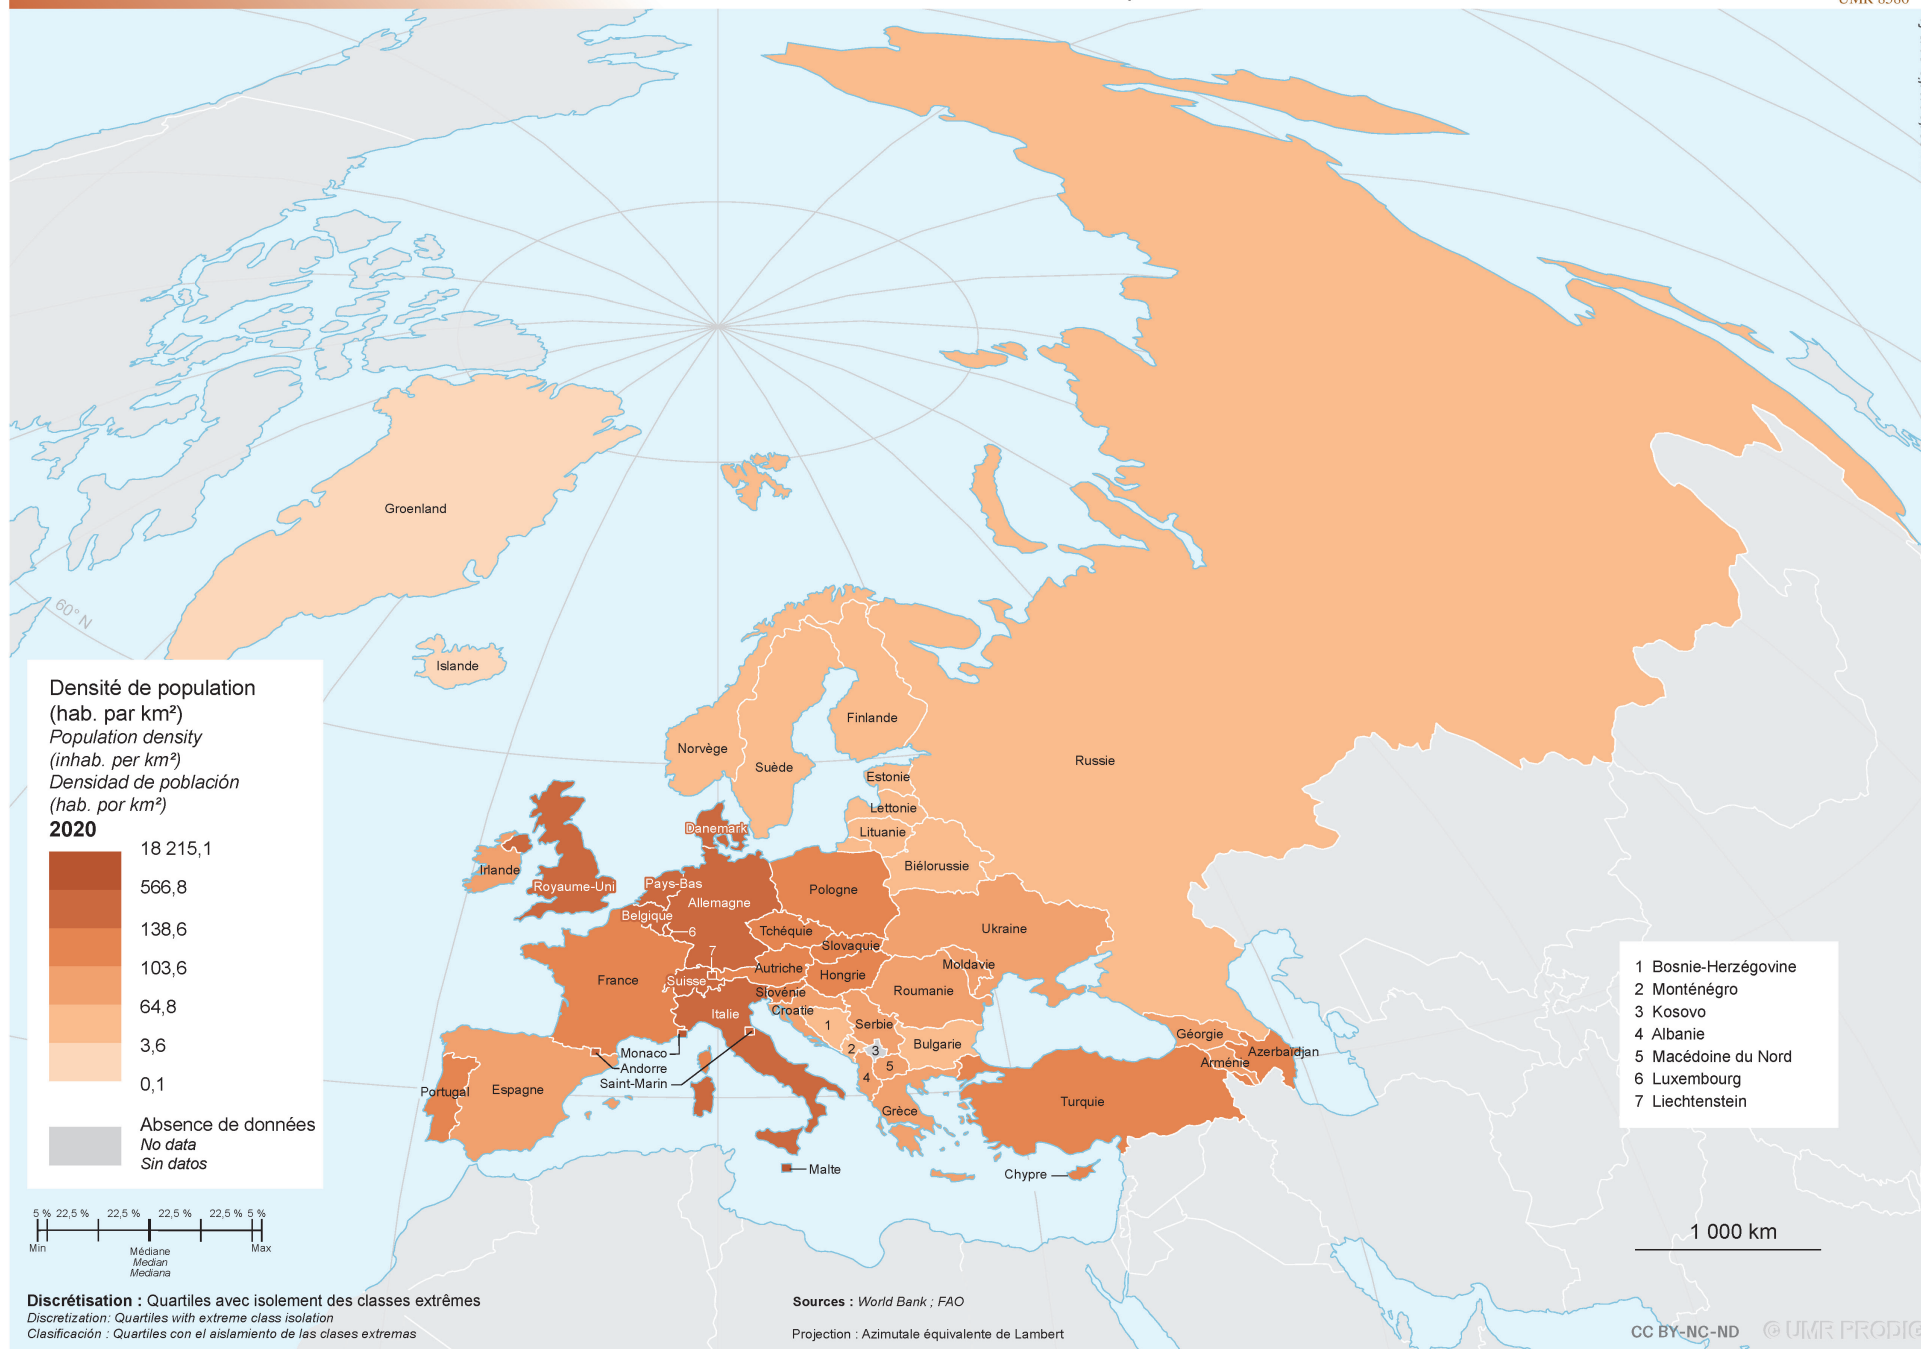 Groenland
60° N
Islande
Finlande
Norvège
Suède
Russie
Estonie
Lettonie
Lituanie
Danemark
Biélorussie
Irlande
Royaume-Uni
Pays-Bas
Allemagne
Pologne
Belgique
6
Ukraine
Tchéquie
Slovaquie
7
Moldavie
Autriche
Hongrie
France
Suisse
Roumanie
Slovénie
Croatie
Italie
1
Serbie
Bulgarie
Géorgie
Azerbaïdjan
Arménie
2
3
4
5
Monaco
Andorre
Saint-Marin
Portugal
Espagne
Grèce
Turquie
Malte
Chypre
Densité de population
(hab. par km²)
Population density
(inhab. per km²)
Densidad de población
(hab. por km²)
2020
18 215,1
566,8
138,6
103,6
64,8
3,6
0,1
Absence de données
No data
Sin datos
5 % 22,5 % 22,5 % 22,5 % 22,5 % 5 %
Min Max
Médiane
Median
Mediana
1 Bosnie-Herzégovine
2 Monténégro
3 Kosovo
4 Albanie
5 Macédoine du Nord
6 Luxembourg
7 Liechtenstein
1 000 km
Discrétisation : Quartiles avec isolement des classes extrêmes
Discretization: Quartiles with extreme class isolation
Clasificación : Quartiles con el aislamiento de las clases extremas
Sources : World Bank ; FAO
Projection : Azimutale équivalente de Lambert
CC BY-NC-ND © UMR PRODIG